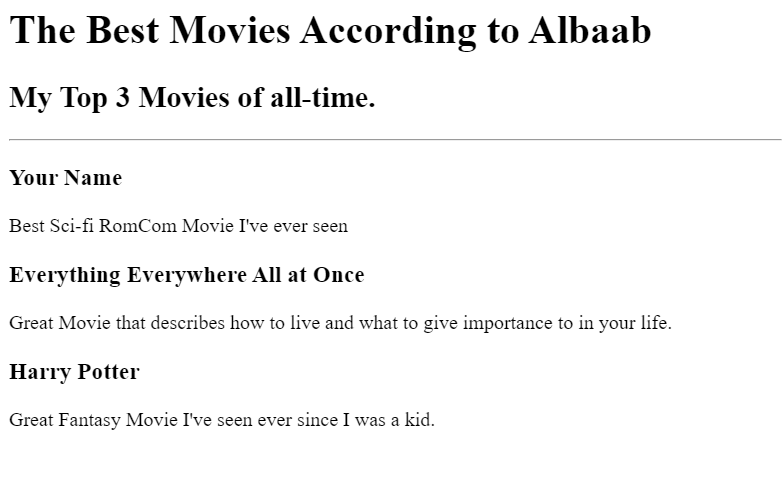 The Best Movies According to Albaab
My Top 3 Movies of all-time.
Your Name
Best Sci-fi RomCom Movie I've ever seen
Everything Everywhere All at Once
Great Movie that describes how to live and what to give importance to in your life.
Harry Potter
Great Fantasy Movie I've seen ever since I was a kid.